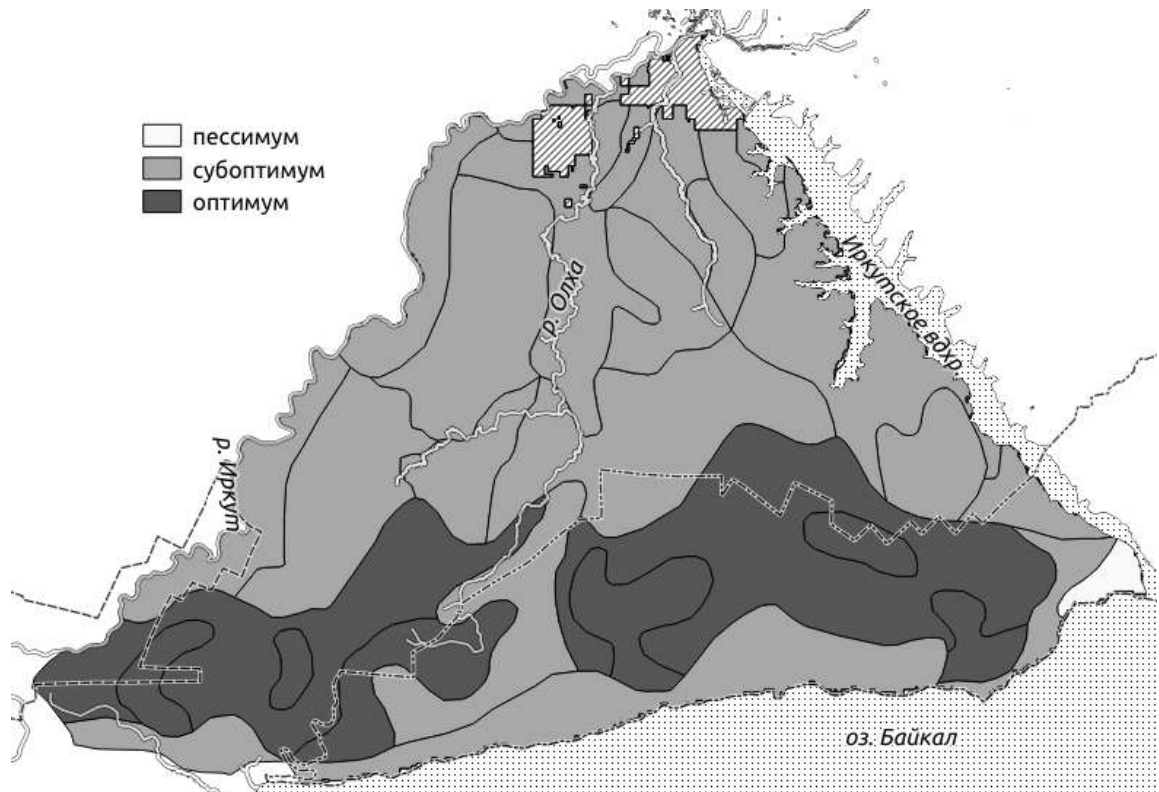 пессимум
субоптимум
оптимум
Иркутское вдхр.
р. Олха
р. Иркут
оз. Байкал